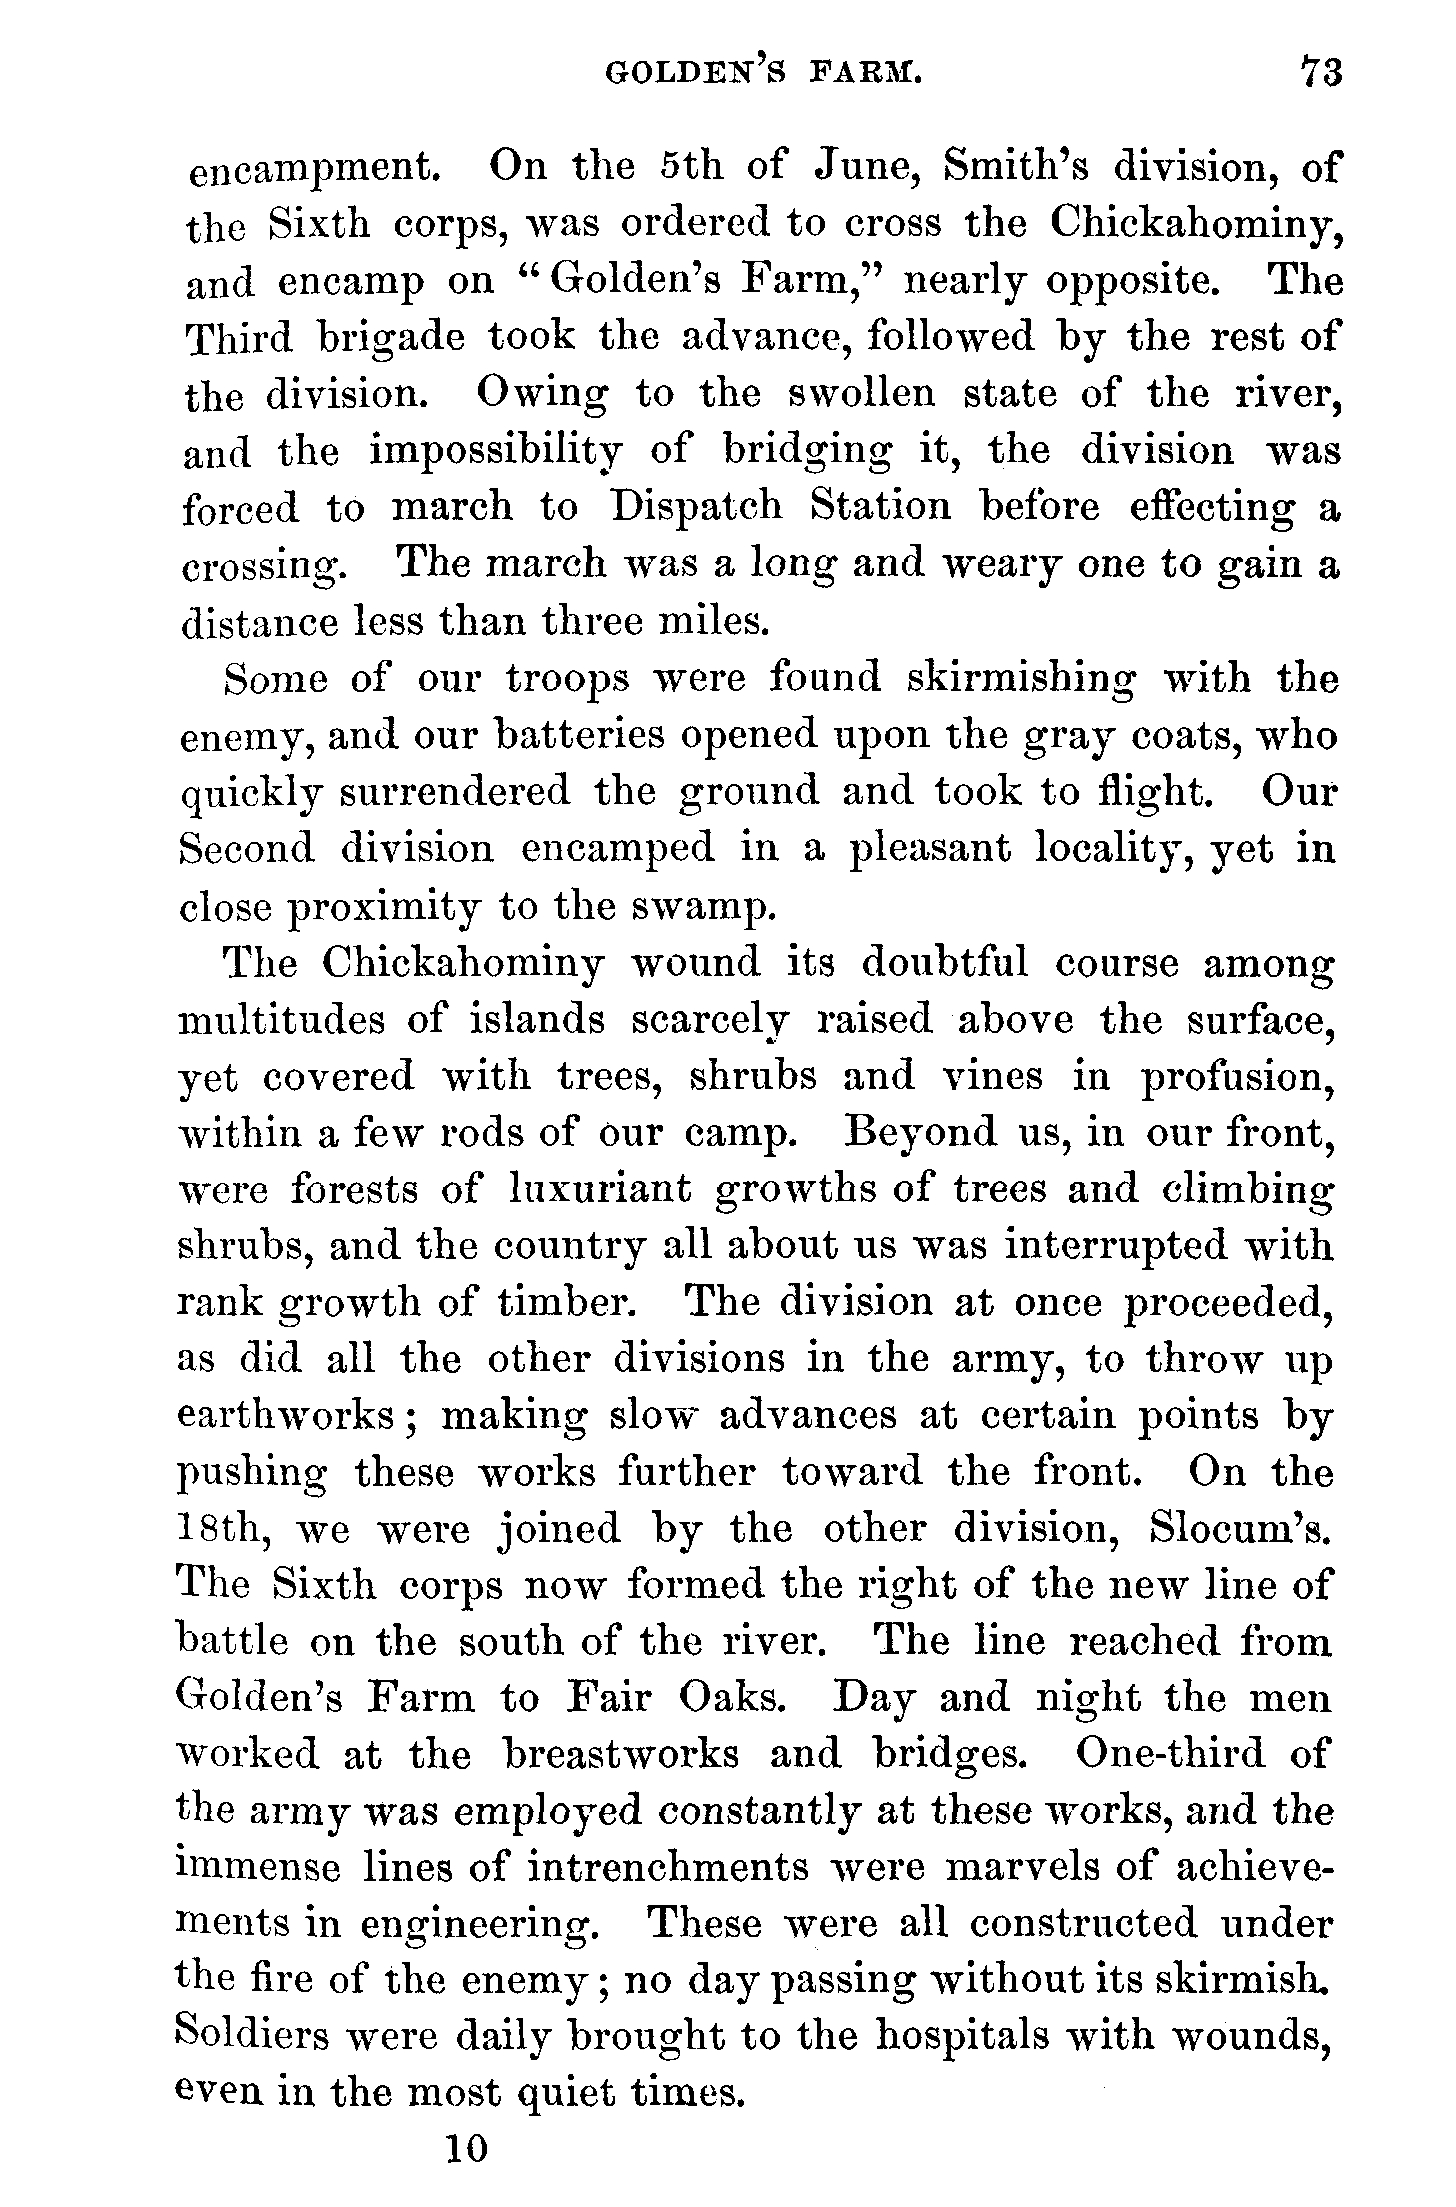 GOLDEN'S FARM. 73
encampment. On the 5th of June, Smith's division, of
the Sixth corps, was ordered to cross the Chickahominy,
and encamp on “Golden's Farm,” nearly opposite. The
Third brigade took the advance, followed by the rest of
the division. Owing to the swollen state of the river,
and the impossibility of bridging it, the division was
forced to march to Dispatch Station before effecting a
crossing. The march was a long and weary one to gain a
distance less than three miles.
Some of our troops were found skirmishing with the
enemy, and our batteries opened upon the gray coats, who
quickly surrendered the ground and took to flight. Our
Second division encamped in a pleasant locality, yet in
close proximity to the swamp.
The Chickahominy wound its doubtful course among
multitudes of islands scarcely raised above the surface,
yet covered with trees, shrubs and vines in profusion,
within a few rods of our camp. Beyond us, in our front,
were forests of luxuriant growths of trees and climbing
shrubs, and the country all about us was interrupted with
rank growth of timber. The division at once proceeded,
as did all the other divisions in the army, to throw up
earthworks; making slow advances at certain points by
pushing these works further toward the front. On the
18th, we were joined by the other division, Slocum's.
The Sixth corps now formed the right of the new line of
battle on the south of the river. The line reached from
Golden's Farm to Fair Oaks. Day and night the men
worked at the breastworks and bridges. One-third of
the army was employed constantly at these works, and the
immense lines of intrenchments were marvels of achieve-
ments in engineering. These were all constructed under
the fire of the enemy; no day passing without its skirmish.
Soldiers were daily brought to the hospitals with wounds,
even in the most quiet times.
10